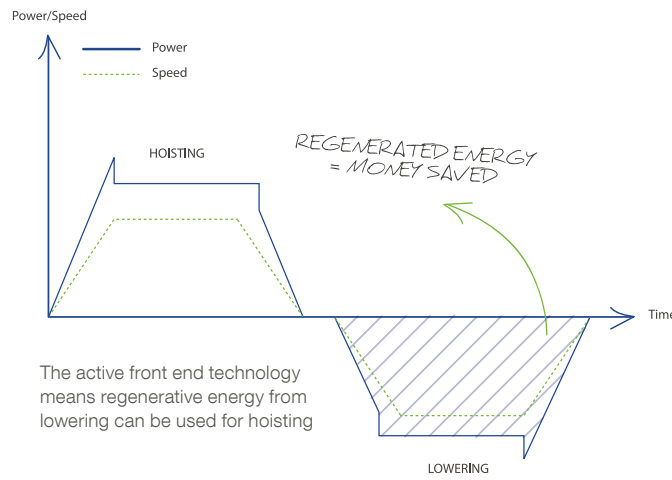 Power/Speed
Power
Speed
HOISTING
REGENERATED ENERGY
= MONEY SAVED
Time
The active front end technology
means regenerative energy from
lowering can be used for hoisting
LOWERING